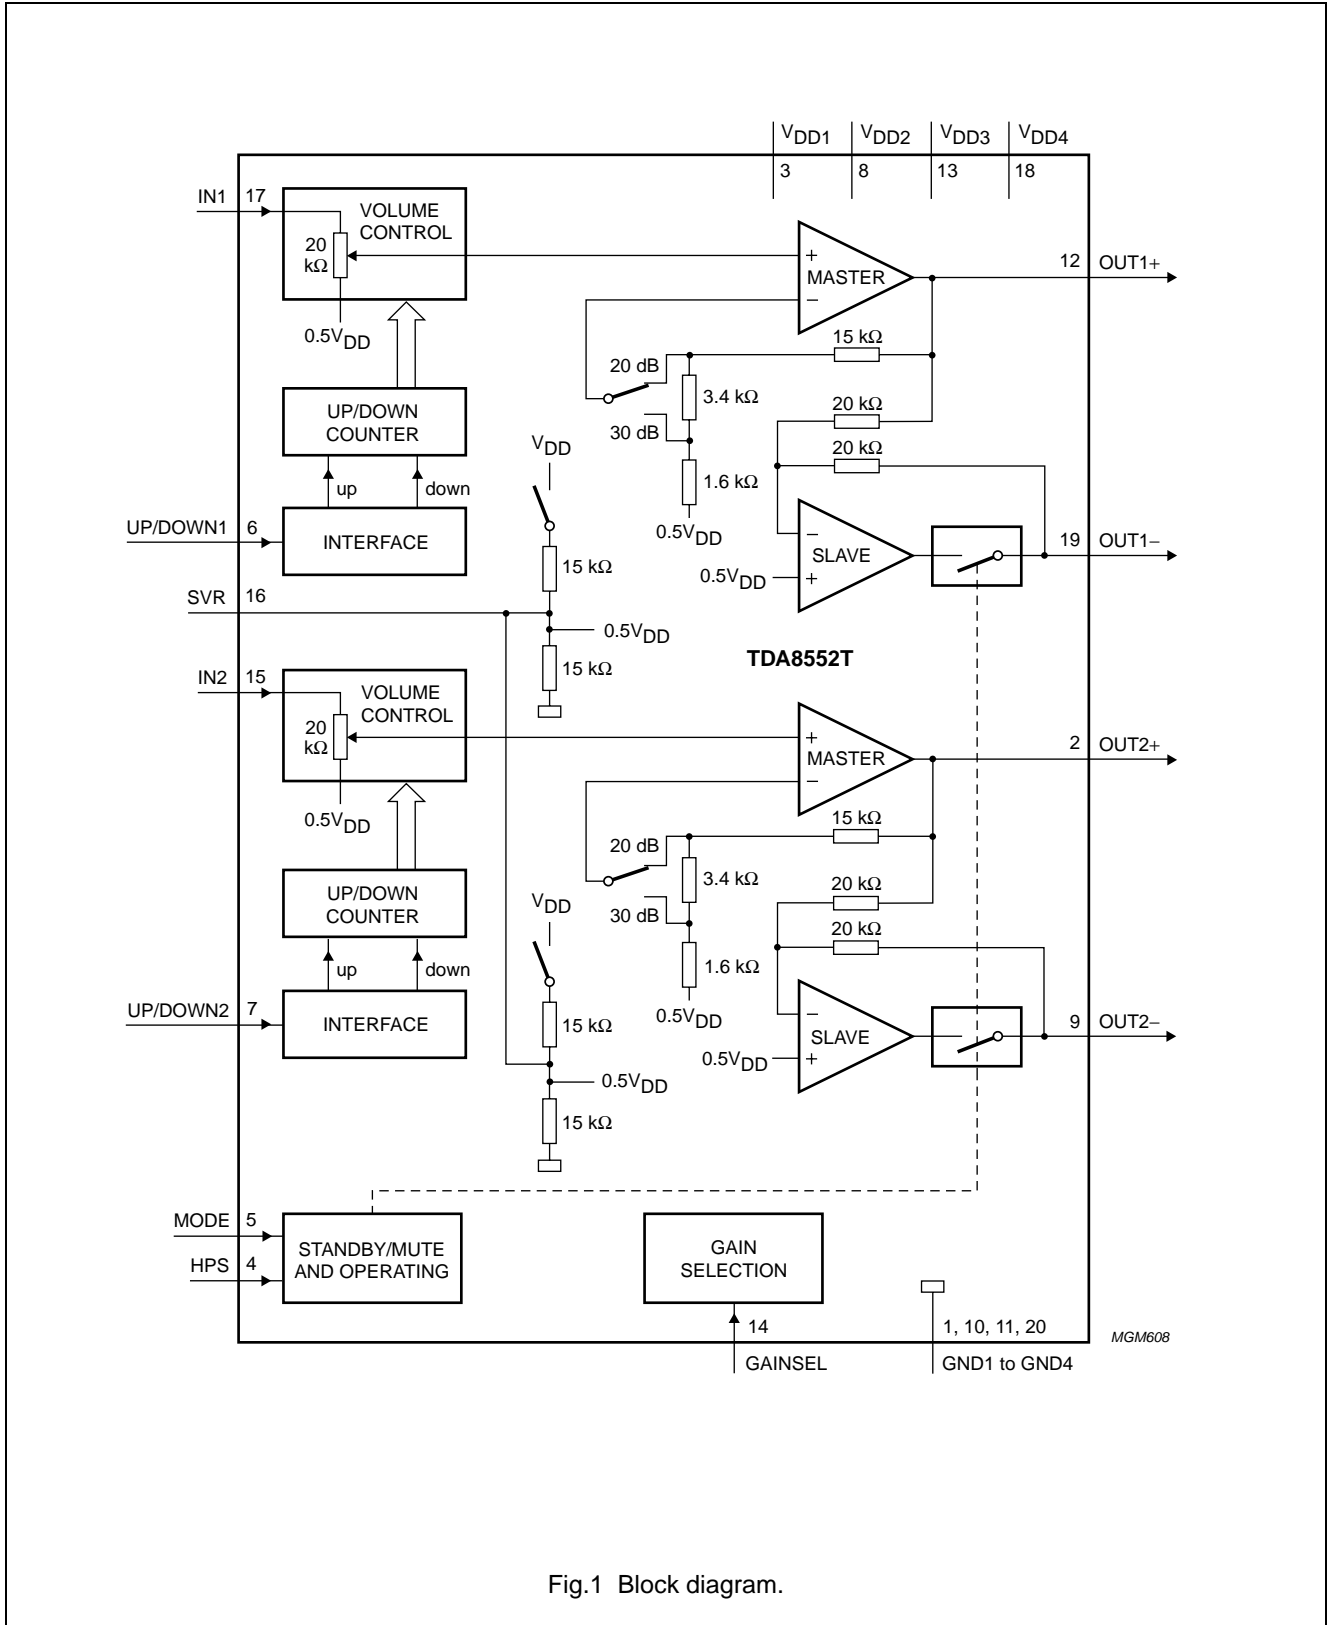 VDD1 VDD2 VDD3 VDD4
3 8 13 18
IN1 17
VOLUME
CONTROL
20
kΩ
0.5VDD
+
MASTER
−
12 OUT1+
15 kΩ
20 dB
3.4 kΩ
30 dB
1.6 kΩ
0.5VDD
20 kΩ
20 kΩ
UP/DOWN
COUNTER
up down
UP/DOWN1 6
INTERFACE
VDD
15 kΩ
−
SLAVE
0.5VDD
+
19 OUT1−
SVR 16
0.5VDD
15 kΩ
TDA8552T
IN2 15
VOLUME
CONTROL
20
kΩ
0.5VDD
+
MASTER
−
2 OUT2+
15 kΩ
20 dB
3.4 kΩ
30 dB
1.6 kΩ
0.5VDD
20 kΩ
20 kΩ
UP/DOWN
COUNTER
up down
UP/DOWN2 7
INTERFACE
VDD
15 kΩ
−
SLAVE
0.5VDD
+
9 OUT2−
0.5VDD
15 kΩ
MODE 5
HPS 4
STANDBY/MUTE
AND OPERATING
GAIN
SELECTION
14
GAINSEL
1, 10, 11, 20
GND1 to GND4
MGM608
Fig.1 Block diagram.